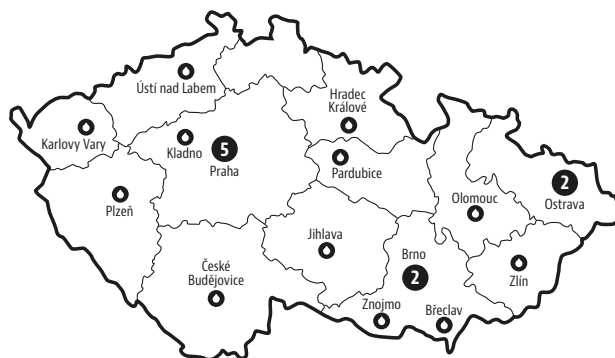 Ústí nad Labem
Hradec
Králové
Karlovy Vary
Kladno
5
Praha
Pardubice
Plzeň
Olomouc
2
Ostrava
Jihlava
Brno
2
České
Budějovice
Zlín
Znojmo
Břeclav